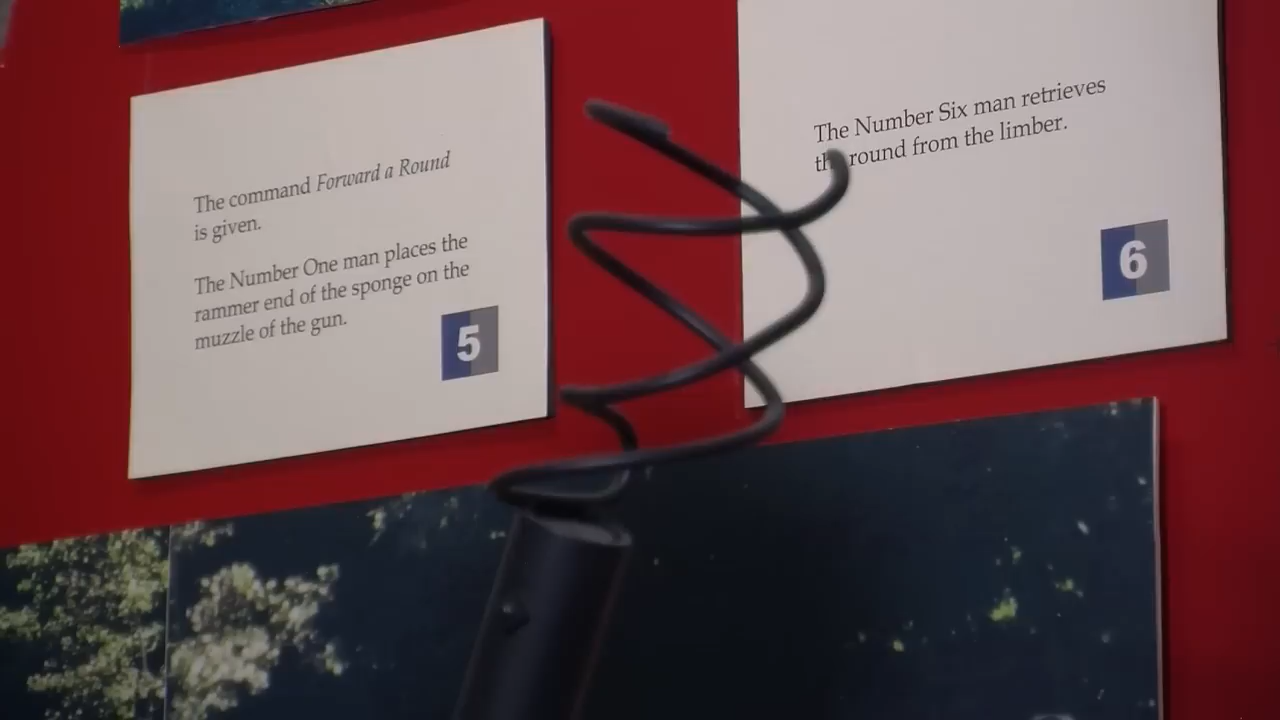 The command Forward a Round
is given.
The Number One man places the
rammer end of the sponge on the
muzzle of the gun.
5
The Number Six man retrieves
the round from the limber.
6